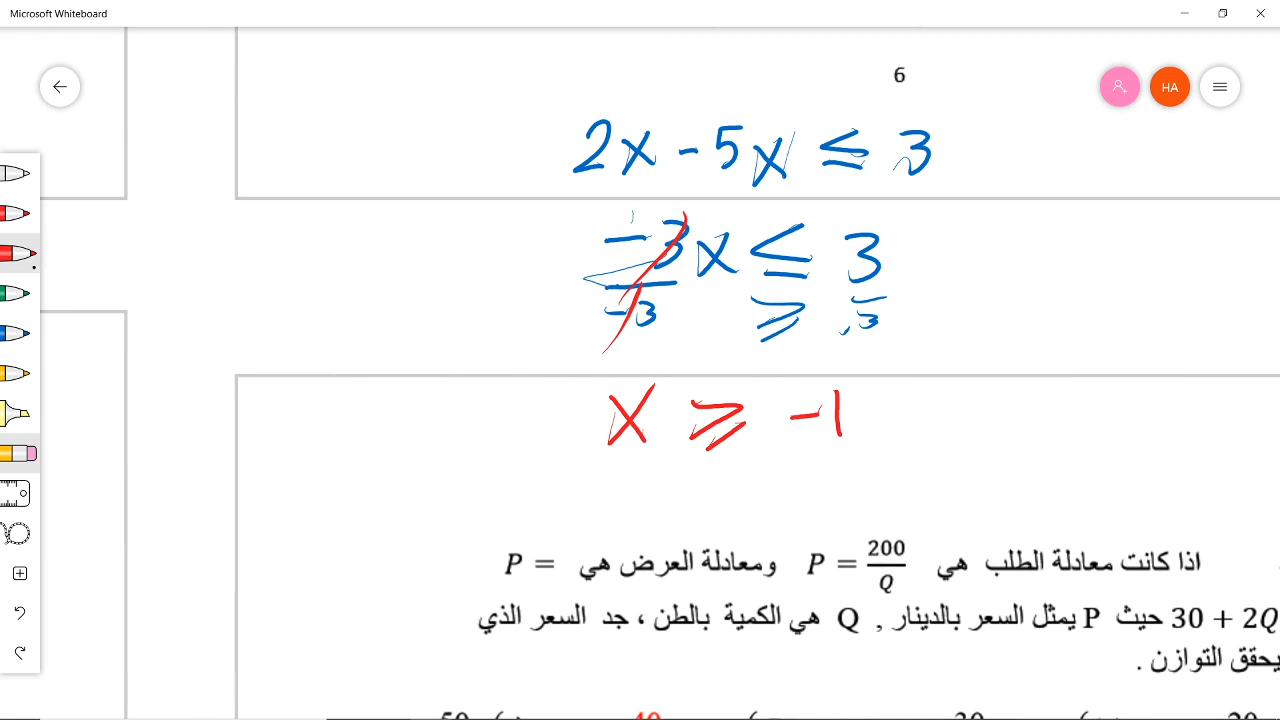 Microsoft Whiteboard
6
HA
2x - 5x ≤ 3
-3x ≤ 3
-3 ≥ -3
x ≥ -1
اذا كانت معادلة الطلب هي P = 200/Q ومعادلة العرض هي P =
30 + 2Q حيث P يمثل السعر بالدينار , Q هي الكمية بالطن ، جد السعر الذي
يحقق التوازن .